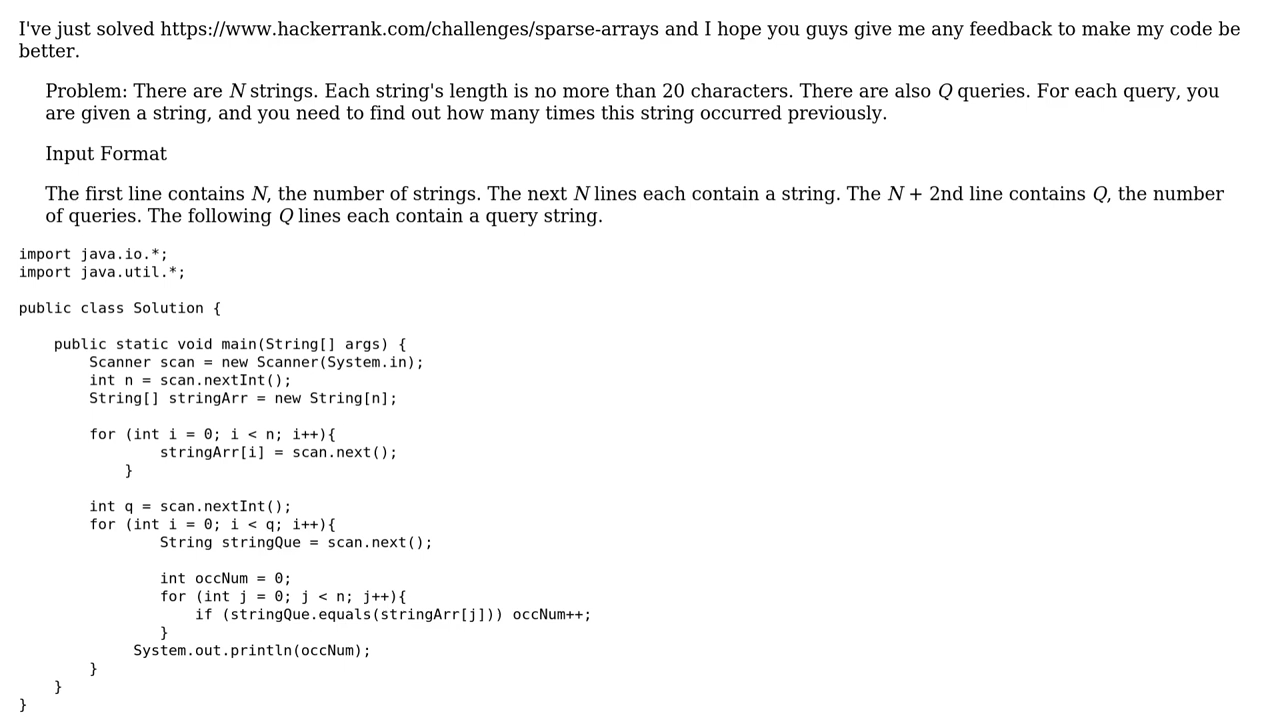 I've just solved https://www.hackerrank.com/challenges/sparse-arrays and I hope you guys give me any feedback to make my code be
better.
Problem: There are N strings. Each string's length is no more than 20 characters. There are also Q queries. For each query, you
are given a string, and you need to find out how many times this string occurred previously.
Input Format
The first line contains N, the number of strings. The next N lines each contain a string. The N + 2nd line contains Q, the number
of queries. The following Q lines each contain a query string.
import java.io.*;
import java.util.*;

public class Solution {

    public static void main(String[] args) {
        Scanner scan = new Scanner(System.in);
        int n = scan.nextInt();
        String[] stringArr = new String[n];

        for (int i = 0; i < n; i++){
                stringArr[i] = scan.next();
            }

        int q = scan.nextInt();
        for (int i = 0; i < q; i++){
                String stringQue = scan.next();

                int occNum = 0;
                for (int j = 0; j < n; j++){
                    if (stringQue.equals(stringArr[j])) occNum++;
                }
             System.out.println(occNum);
        }
    }
}